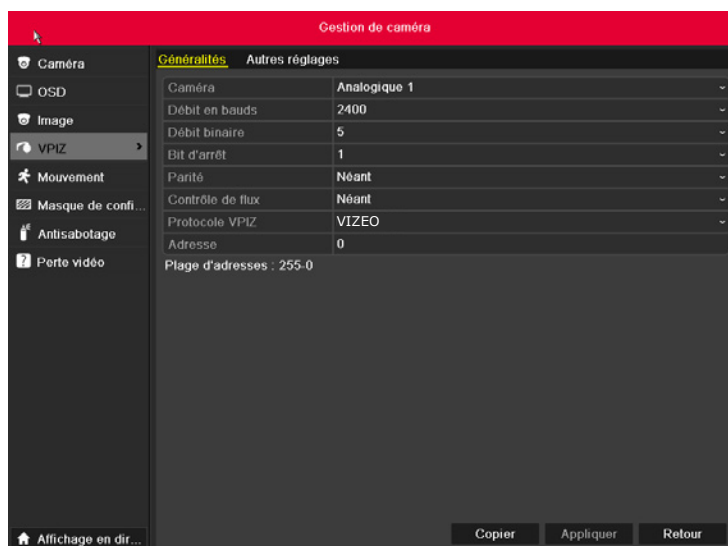 Gestion de caméra
Caméra
OSD
Image
VPIZ
Mouvement
Masque de confi...
Antisabotage
Perte vidéo
Affichage en dir...
Généralités Autres réglages
Caméra Analogique 1
Débit en bauds 2400
Débit binaire 5
Bit d'arrêt 1
Parité Néant
Contrôle de flux Néant
Protocole VPIZ VIZEO
Adresse 0
Plage d'adresses : 255-0
Copier Appliquer Retour